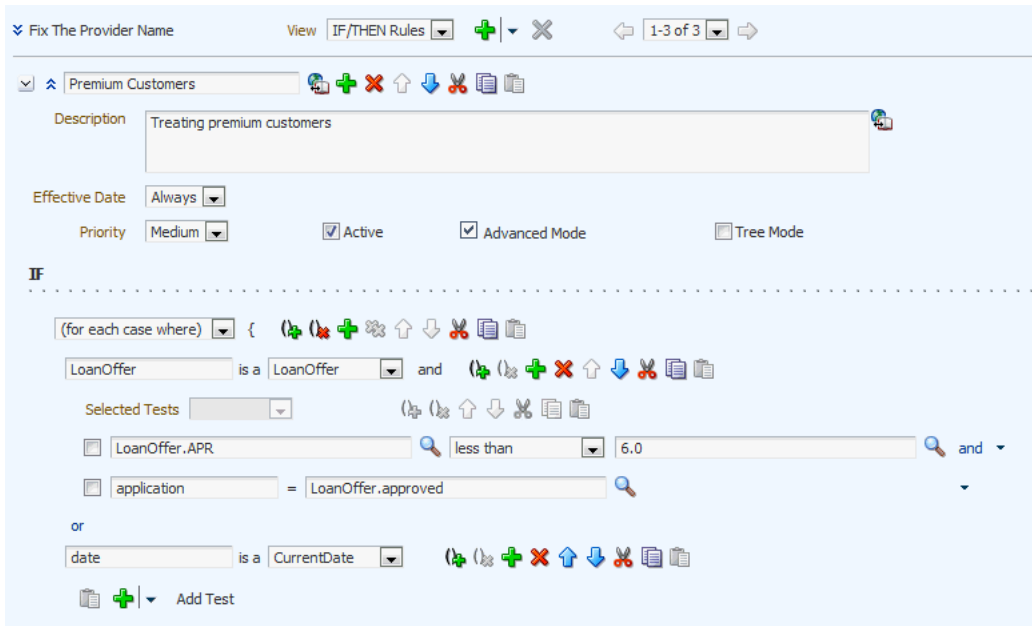 Fix The Provider Name View IF/THEN Rules 1-3 of 3
Premium Customers
Description Treating premium customers
Effective Date Always
Priority Medium Active Advanced Mode Tree Mode
IF
(for each case where) {
LoanOffer is a LoanOffer and
Selected Tests
LoanOffer.APR less than 6.0 and
application = LoanOffer.approved
or
date is a CurrentDate
Add Test